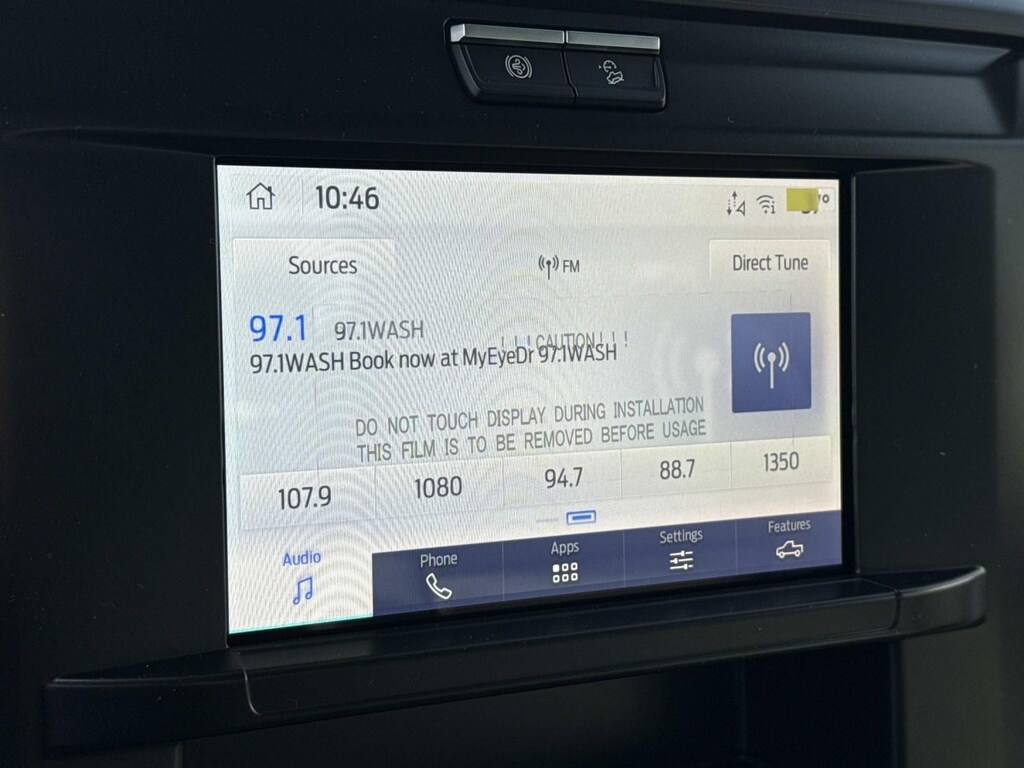 10:46
Sources
FM
Direct Tune
97.1 97.1WASH
! ! ! CAUTION ! ! !
97.1WASH Book now at MyEyeDr 97.1WASH
DO NOT TOUCH DISPLAY DURING INSTALLATION
THIS FILM IS TO BE REMOVED BEFORE USAGE
107.9 1080 94.7 88.7 1350
Audio Phone Apps Settings Features